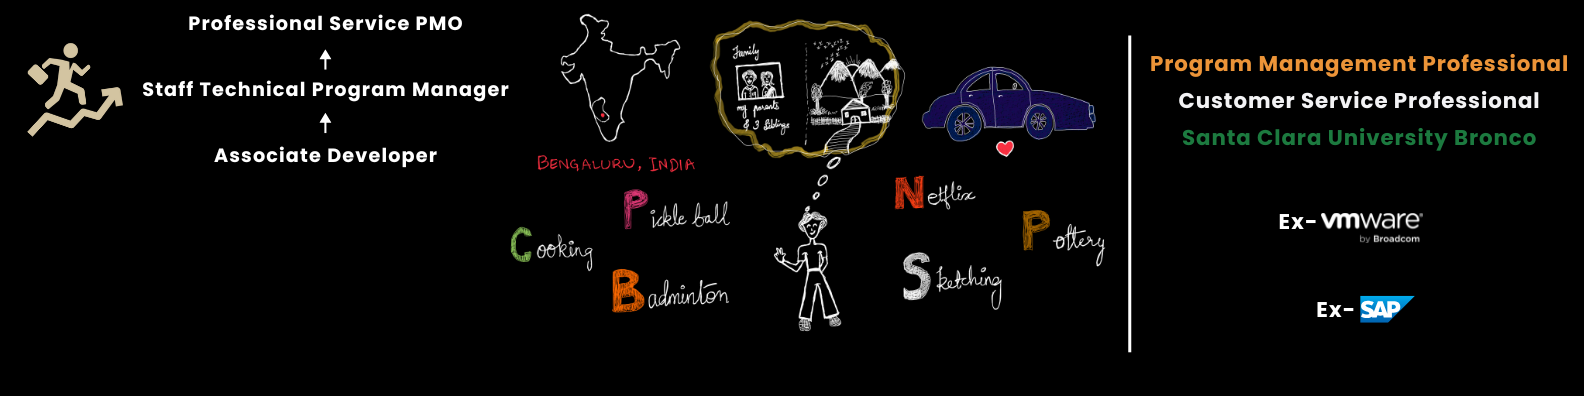 Professional Service PMO
Staff Technical Program Manager
Associate Developer
BENGALURU, INDIA
Family
my parents
& 3 Siblings
Pickle ball
Cooking
Badminton
Netflix
Pottery
Sketching
Program Management Professional
Customer Service Professional
Santa Clara University Bronco
Ex- vmware®
by Broadcom
Ex- SAP